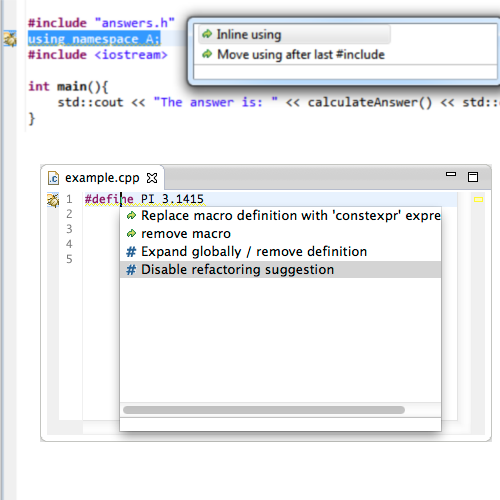 #include "answers.h"
using namespace A;
#include <iostream>
Inline using
Move using after last #include
int main(){
std::cout << "The answer is: " << calculateAnswer() << std::
}
example.cpp
1 #define PI 3.1415
2
3
4
5
Replace macro definition with 'constexpr' expre
remove macro
# Expand globally / remove definition
# Disable refactoring suggestion